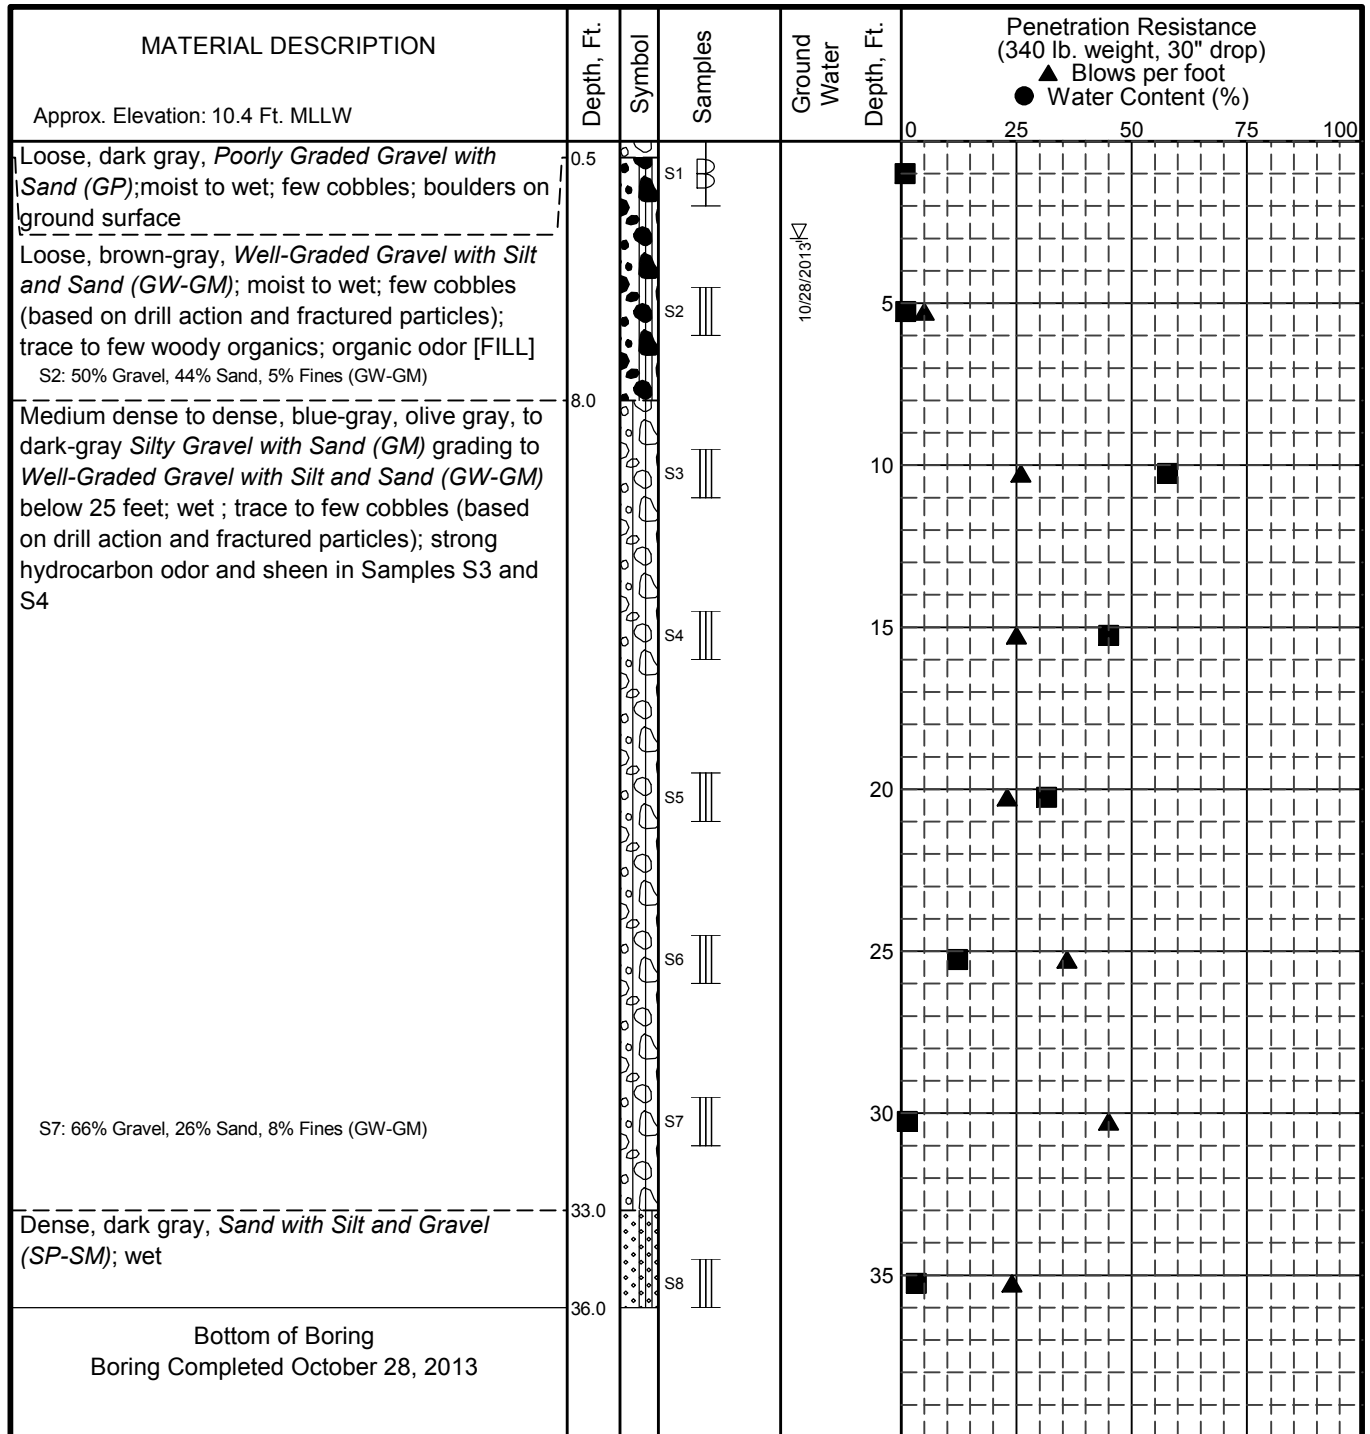 MATERIAL DESCRIPTION
Approx. Elevation: 10.4 Ft. MLLW
Depth, Ft.
Symbol
Samples
Ground
Water
Depth, Ft.
Penetration Resistance
(340 lb. weight, 30" drop)
▲ Blows per foot
● Water Content (%)
0 25 50 75 100
Loose, dark gray, Poorly Graded Gravel with
Sand (GP);moist to wet; few cobbles; boulders on
ground surface
0.5
S1
Loose, brown-gray, Well-Graded Gravel with Silt
and Sand (GW-GM); moist to wet; few cobbles
(based on drill action and fractured particles);
trace to few woody organics; organic odor [FILL]
S2: 50% Gravel, 44% Sand, 5% Fines (GW-GM)
S2
10/28/2013
5
8.0
Medium dense to dense, blue-gray, olive gray, to
dark-gray Silty Gravel with Sand (GM) grading to
Well-Graded Gravel with Silt and Sand (GW-GM)
below 25 feet; wet ; trace to few cobbles (based
on drill action and fractured particles); strong
hydrocarbon odor and sheen in Samples S3 and
S4
S3
10
S4
15
S5
20
S6
25
S7: 66% Gravel, 26% Sand, 8% Fines (GW-GM)
S7
30
33.0
Dense, dark gray, Sand with Silt and Gravel
(SP-SM); wet
S8
35
36.0
Bottom of Boring
Boring Completed October 28, 2013